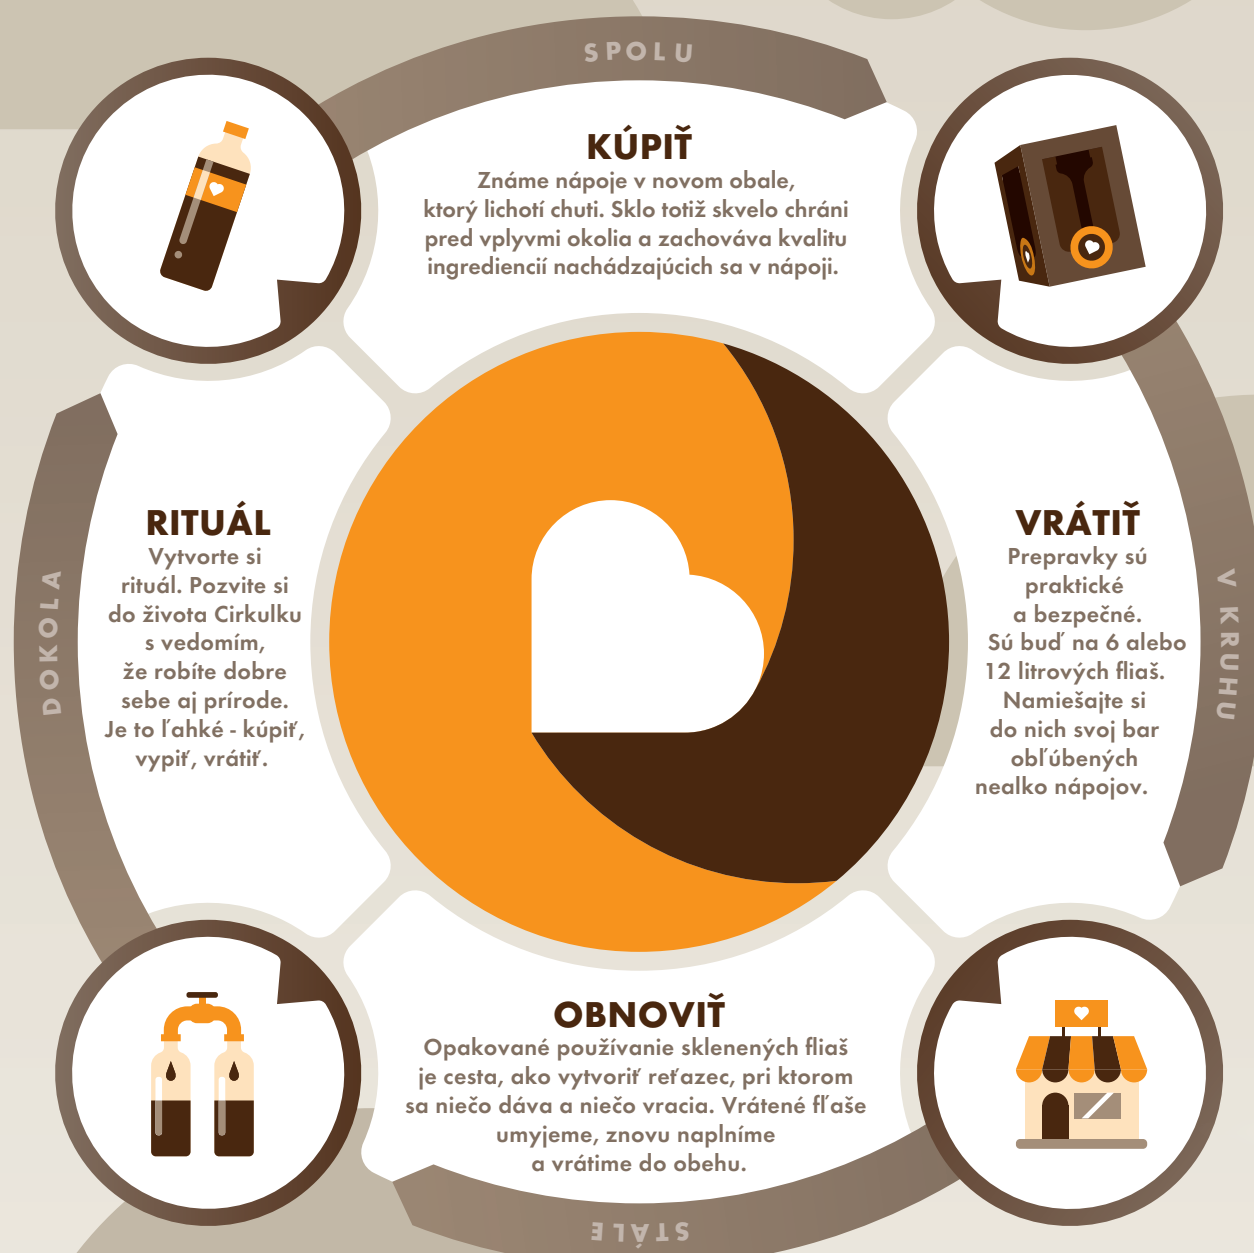 SPOLU
KÚPIŤ
Známe nápoje v novom obale,
ktorý lichotí chuti. Sklo totiž skvelo chráni
pred vplyvmi okolia a zachováva kvalitu
ingrediencií nachádzajúcich sa v nápoji.
V KRUHU
VRÁTIŤ
Prepravky sú
praktické
a bezpečné.
Sú buď na 6 alebo
12 litrových fliaš.
Namiešajte si
do nich svoj bar
obľúbených
nealko nápojov.
STÁLE
OBNOVIŤ
Opakované používanie sklenených fliaš
je cesta, ako vytvoriť reťazec, pri ktorom
sa niečo dáva a niečo vracia. Vrátené fľaše
umyjeme, znovu naplníme
a vrátime do obehu.
DOKOLA
RITUÁL
Vytvorte si
rituál. Pozvite si
do života Cirkulku
s vedomím,
že robíte dobre
sebe aj prírode.
Je to ľahké - kúpiť,
vypiť, vrátiť.